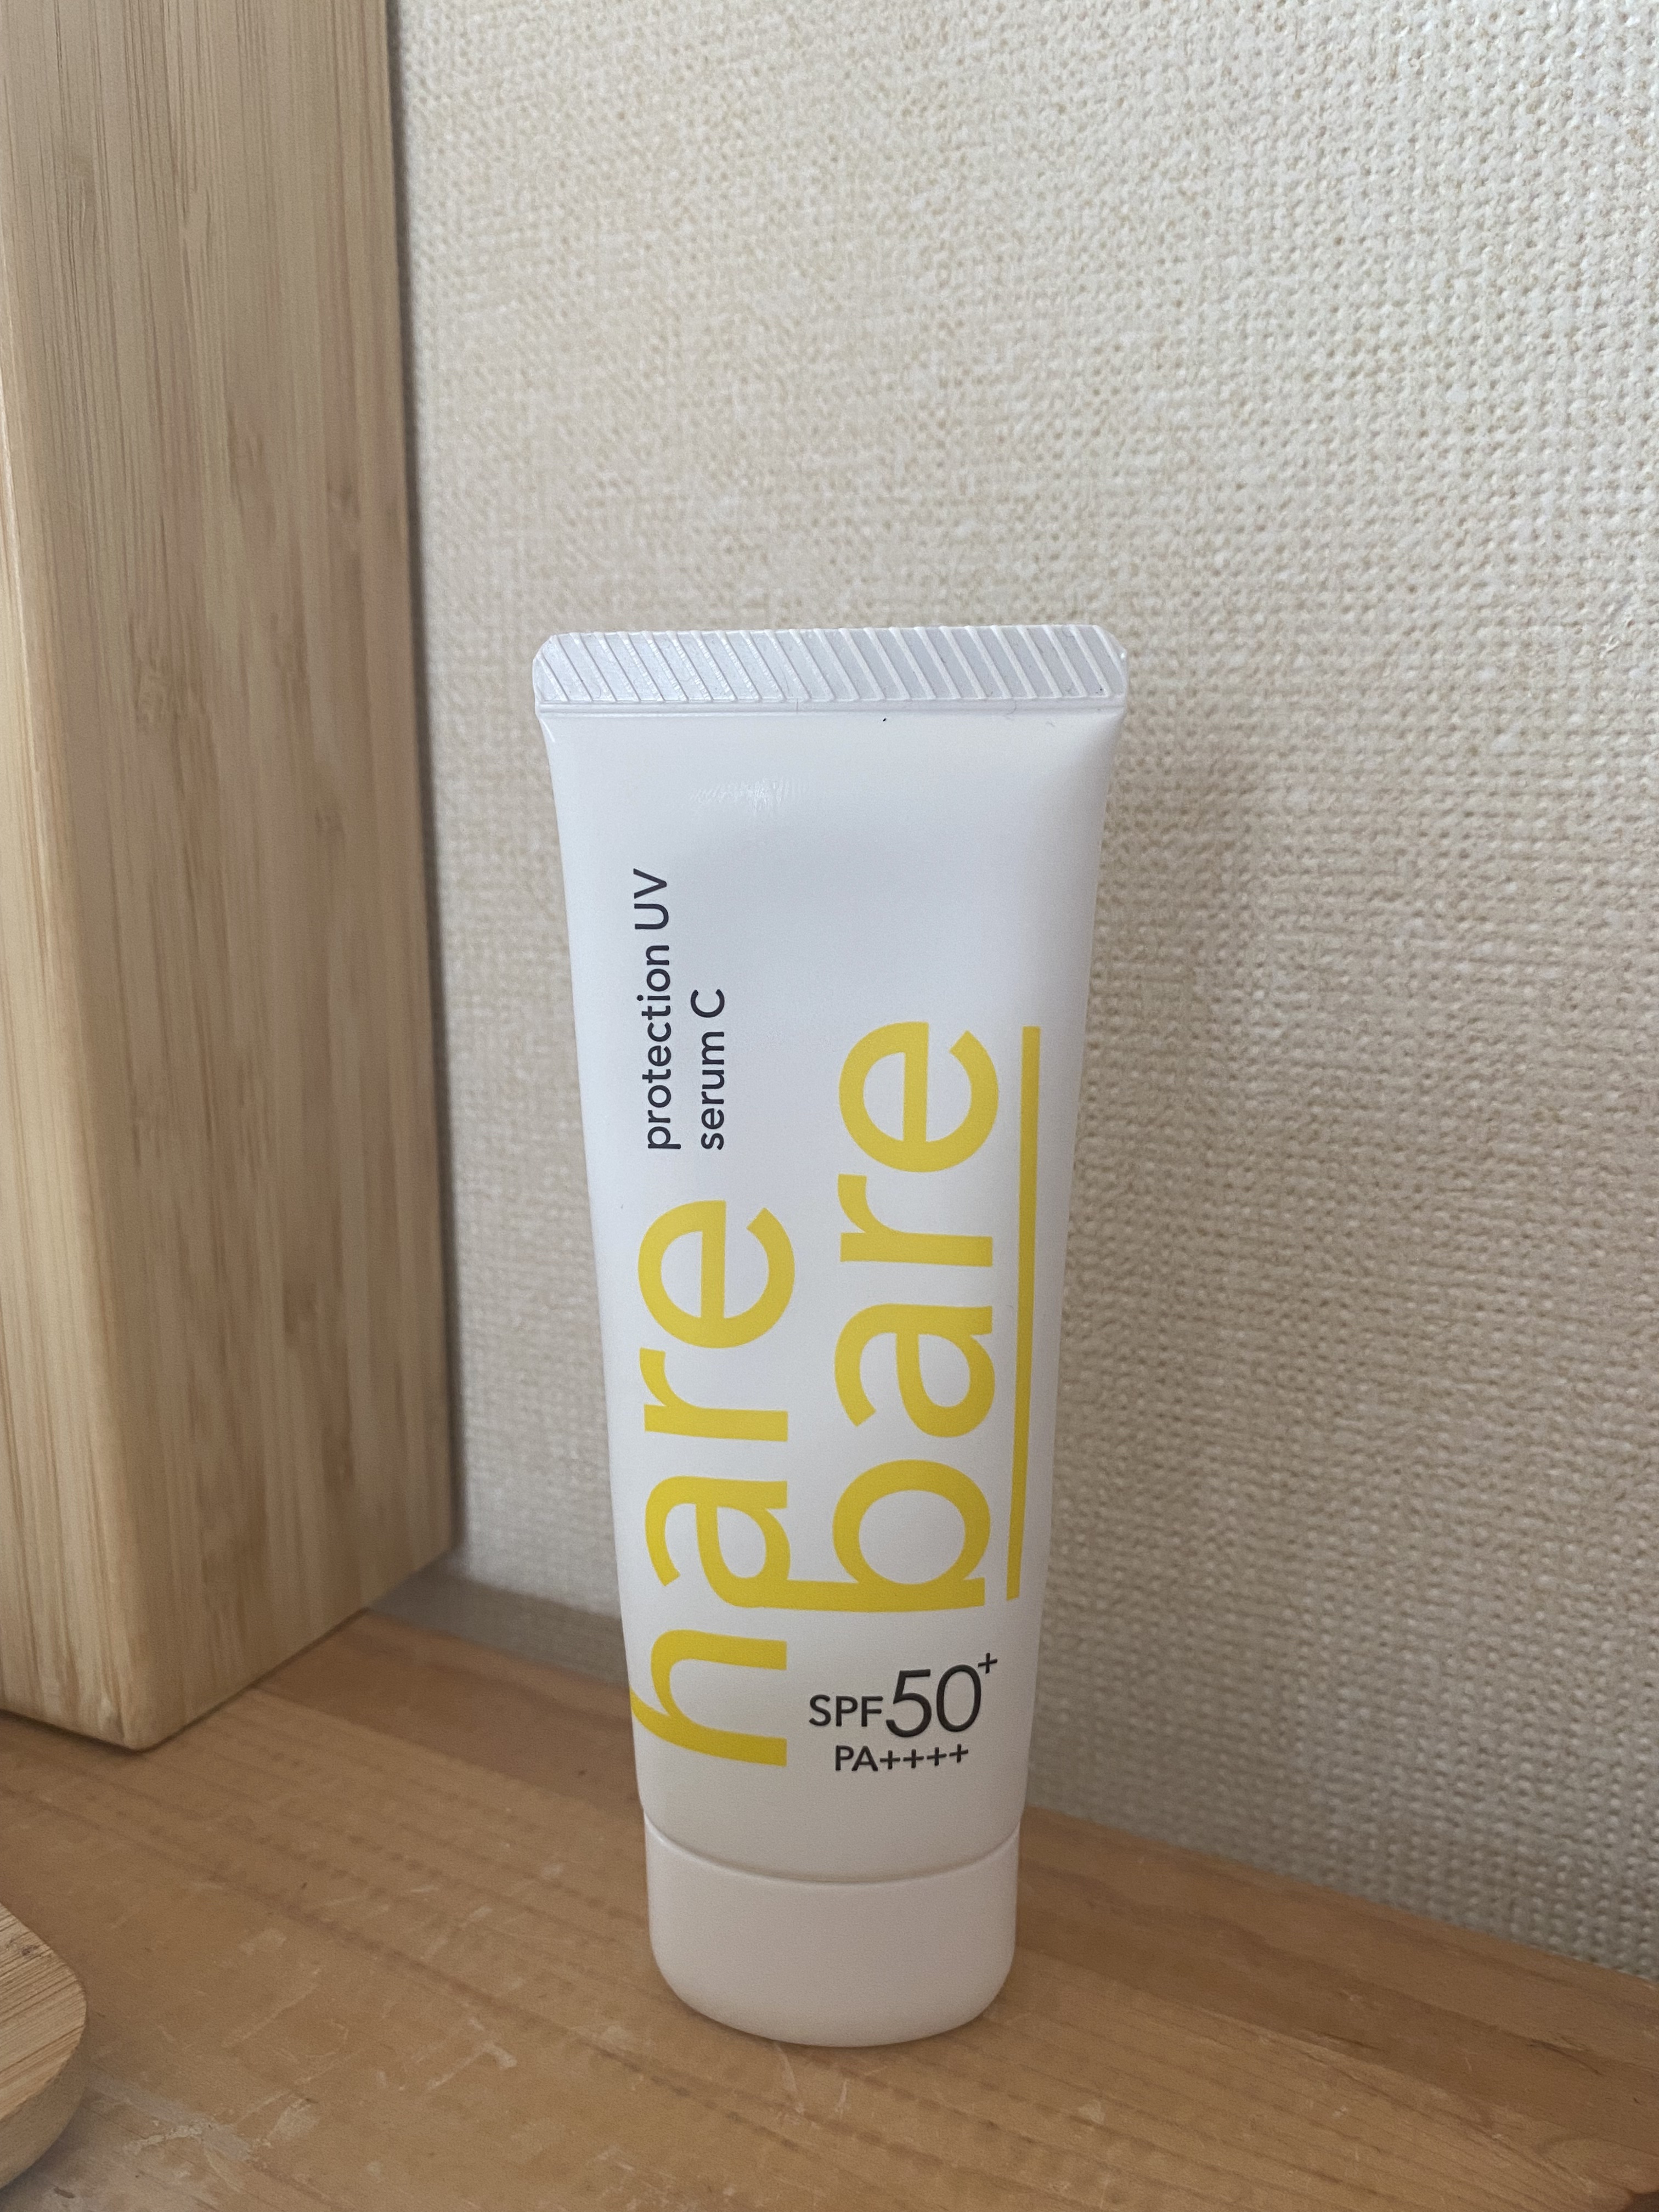 hare
bare
protection UV
serum C
SPF50+
PA++++